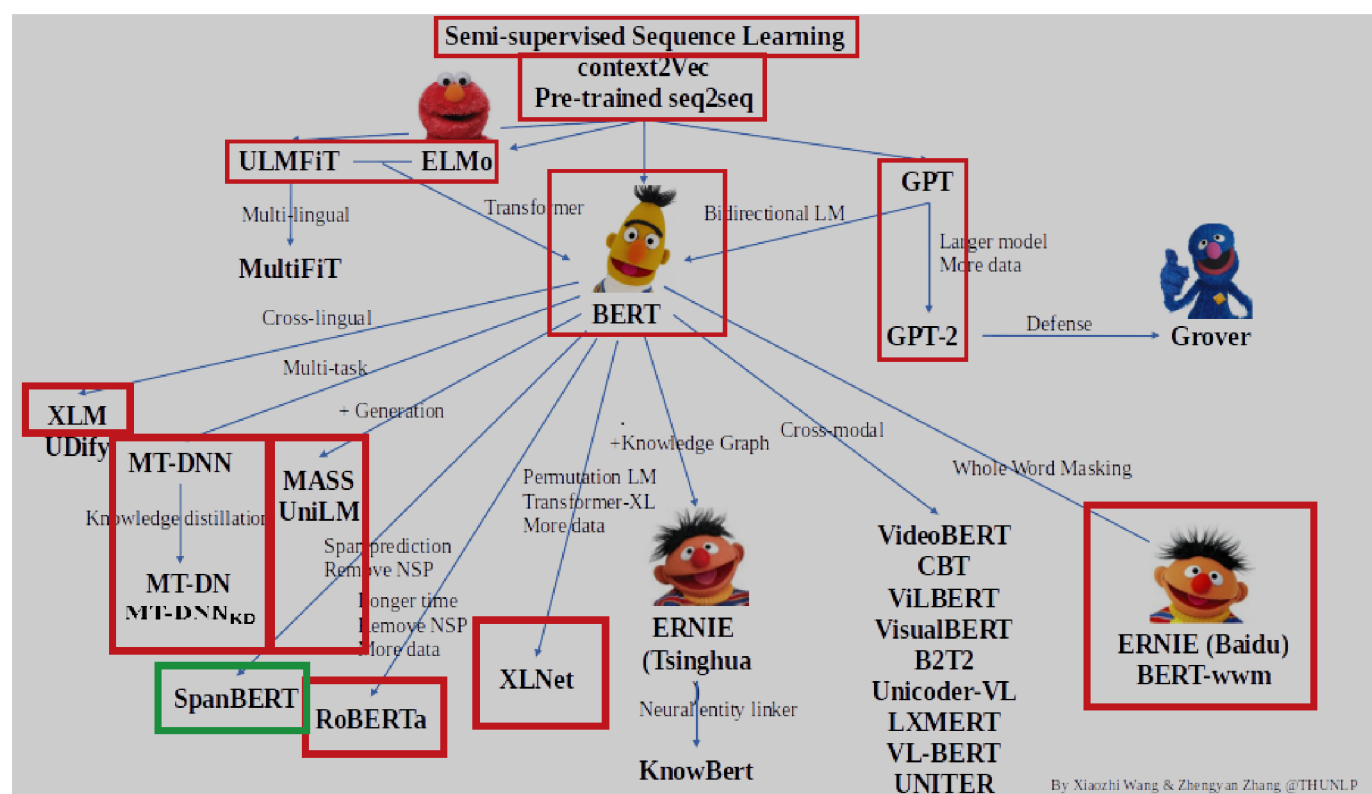 Semi-supervised Sequence Learning
context2Vec
Pre-trained seq2seq
ULMFiT
ELMo
GPT
Multi-lingual
Transformer
Bidirectional LM
MultiFiT
Larger model
More data
Cross-lingual
BERT
GPT-2
Defense
Grover
Multi-task
XLM
UDify
+ Generation
+Knowledge Graph
Cross-modal
Whole Word Masking
MT-DNN
MASS
UniLM
Permutation LM
Transformer-XL
More data
Knowledge distillation
Span prediction
Remove NSP
VideoBERT
CBT
ViLBERT
VisualBERT
B2T2
Unicoder-VL
LXMERT
VL-BERT
UNITER
MT-DN
MT-DNN KD
Longer time
Remove NSP
More data
ERNIE
(Tsinghua
)
ERNIE (Baidu)
BERT-wwm
SpanBERT
RoBERTa
XLNet
Neural entity linker
KnowBert
By Xiaozhi Wang & Zhengyan Zhang @THUNLP